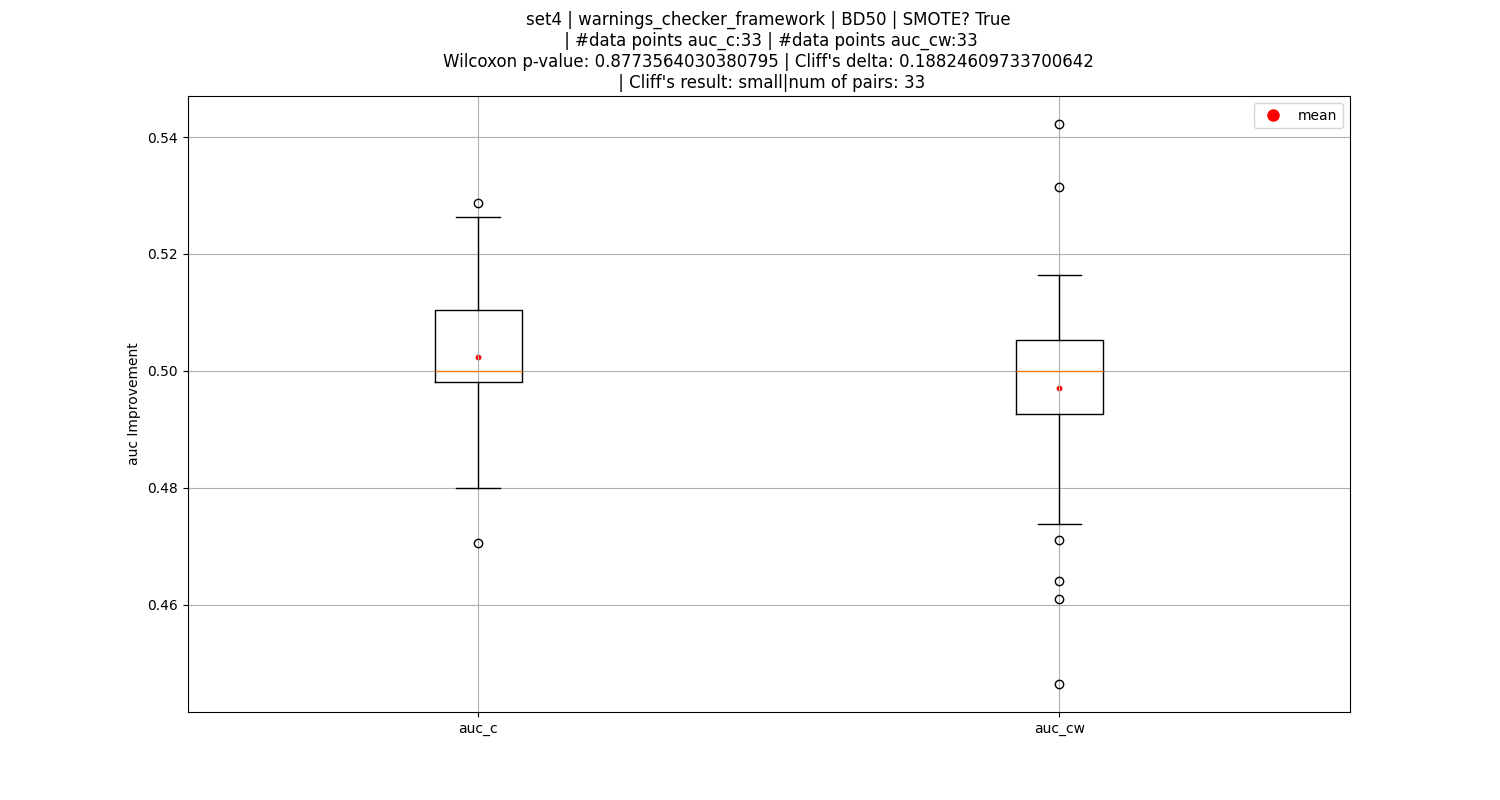 set4 | warnings_checker_framework | BD50 | SMOTE? True
| #data points auc_c:33 | #data points auc_cw:33
Wilcoxon p-value: 0.8773564030380795 | Cliff's delta: 0.18824609733700642
| Cliff's result: small|num of pairs: 33
mean
0.54
0.52
0.50
0.48
0.46
auc Improvement
auc_c
auc_cw